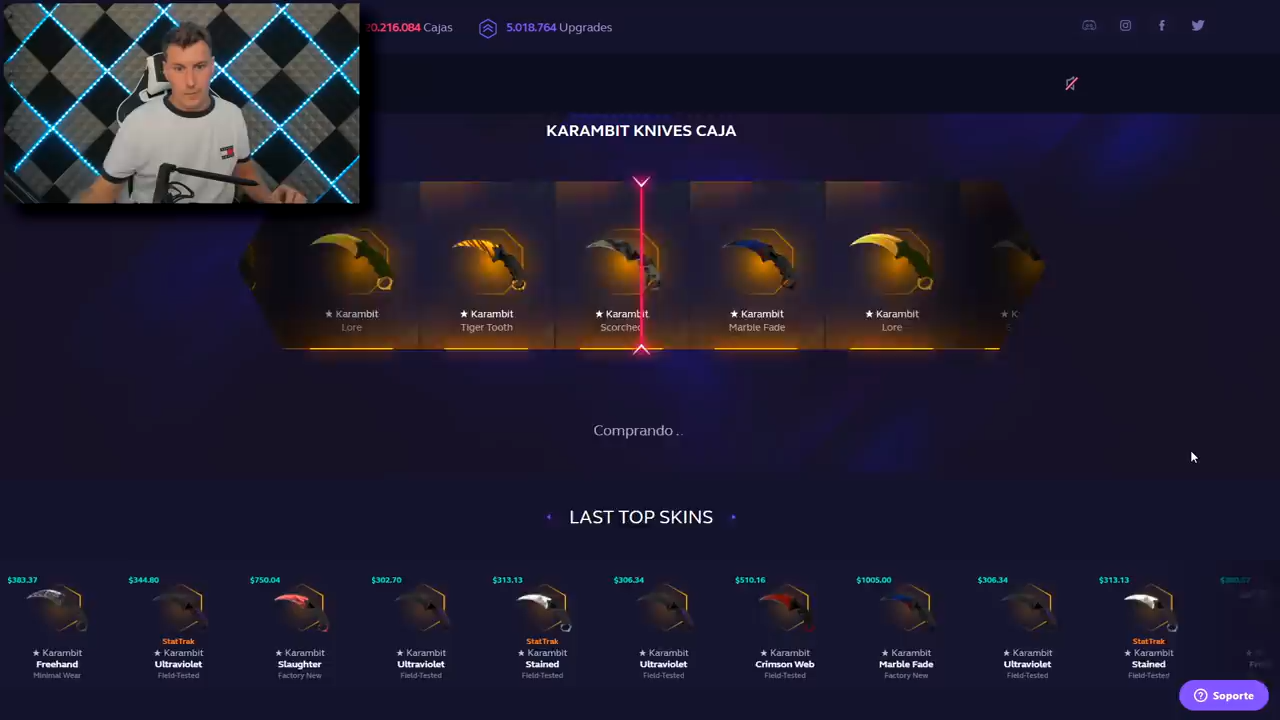 20.216.084 Cajas
5.018.764 Upgrades
KARAMBIT KNIVES CAJA
★ Karambit
Lore
★ Karambit
Tiger Tooth
★ Karambit
Scorched
★ Karambit
Marble Fade
★ Karambit
Lore
Comprando ..
LAST TOP SKINS
$383.37
★ Karambit
Freehand
Minimal Wear
$344.80
StatTrak
★ Karambit
Ultraviolet
Field-Tested
$750.04
★ Karambit
Slaughter
Factory New
$302.70
★ Karambit
Ultraviolet
Field-Tested
$313.13
StatTrak
★ Karambit
Stained
Field-Tested
$306.34
★ Karambit
Ultraviolet
Field-Tested
$510.16
★ Karambit
Crimson Web
Field-Tested
$1005.00
★ Karambit
Marble Fade
Factory New
$306.34
★ Karambit
Ultraviolet
Field-Tested
$313.13
StatTrak
★ Karambit
Stained
Field-Tested
Soporte